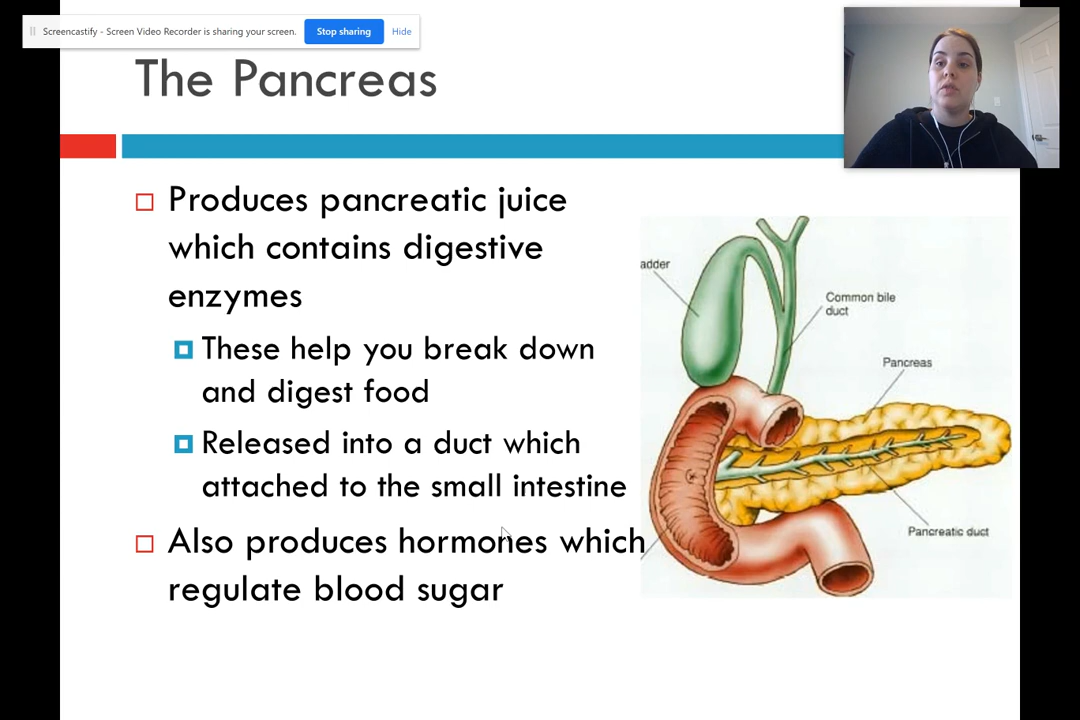 Screencastify - Screen Video Recorder is sharing your screen.
Stop sharing
Hide
The Pancreas
Produces pancreatic juice
which contains digestive
enzymes
These help you break down
and digest food
Released into a duct which
attached to the small intestine
Also produces hormones which
regulate blood sugar
adder
Common bile
duct
Pancreas
Pancreatic duct